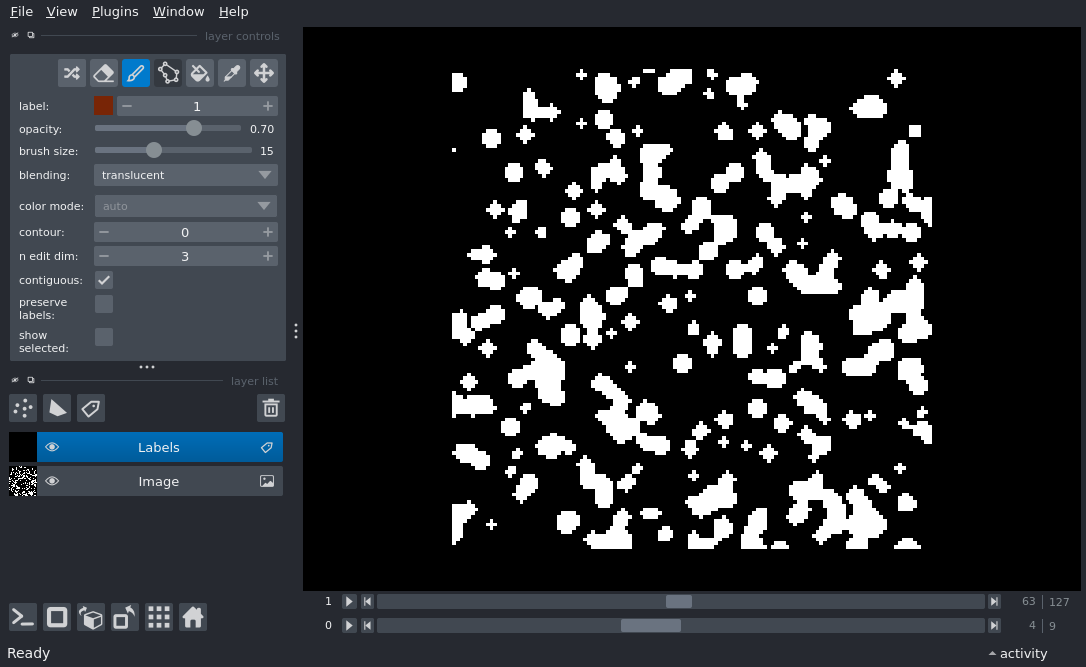 File View Plugins Window Help
layer controls
label: 1
opacity: 0.70
brush size: 15
blending: translucent
color mode: auto
contour: 0
n edit dim: 3
contiguous:
preserve
labels:
show
selected:
layer list
Labels
Image
1 63 127
0 4 9
Ready activity